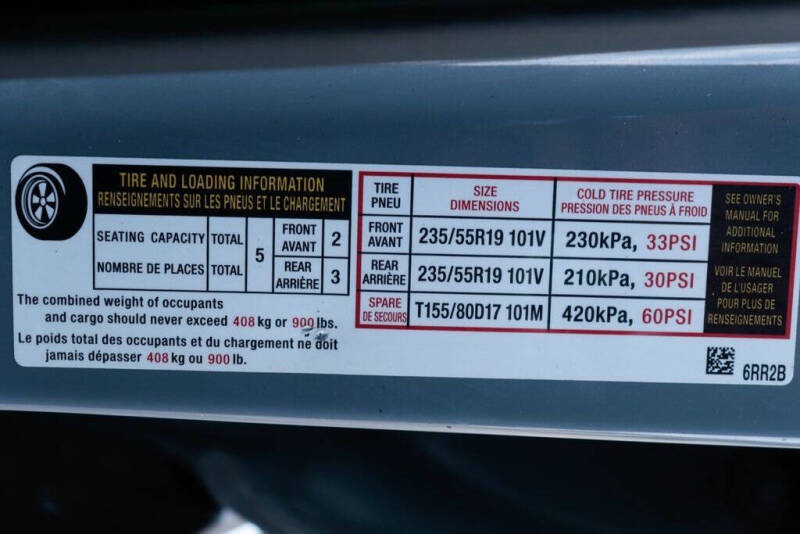 TIRE AND LOADING INFORMATION
RENSEIGNEMENTS SUR LES PNEUS ET LE CHARGEMENT
SEATING CAPACITY TOTAL
NOMBRE DE PLACES TOTAL
5
FRONT
AVANT
2
REAR
ARRIÈRE
3
The combined weight of occupants
and cargo should never exceed 408 kg or 900 lbs.
Le poids total des occupants et du chargement ne doit
jamais dépasser 408 kg ou 900 lb.
TIRE
PNEU
SIZE
DIMENSIONS
COLD TIRE PRESSURE
PRESSION DES PNEUS À FROID
FRONT
AVANT
235/55R19 101V
230kPa, 33PSI
REAR
ARRIÈRE
235/55R19 101V
210kPa, 30PSI
SPARE
DE SECOURS
T155/80D17 101M
420kPa, 60PSI
SEE OWNER'S
MANUAL FOR
ADDITIONAL
INFORMATION
VOIR LE MANUEL
DE L'USAGER
POUR PLUS DE
RENSEIGNEMENTS
6RR2B